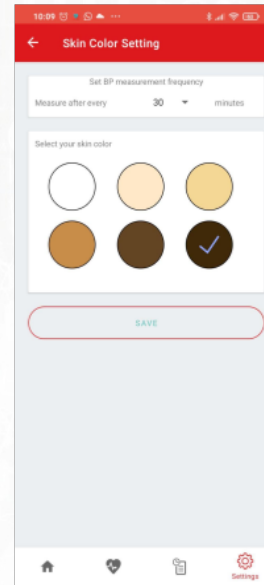 10:09
Skin Color Setting
Set BP measurement frequency
Measure after every 30 minutes
Select your skin color
SAVE
Settings